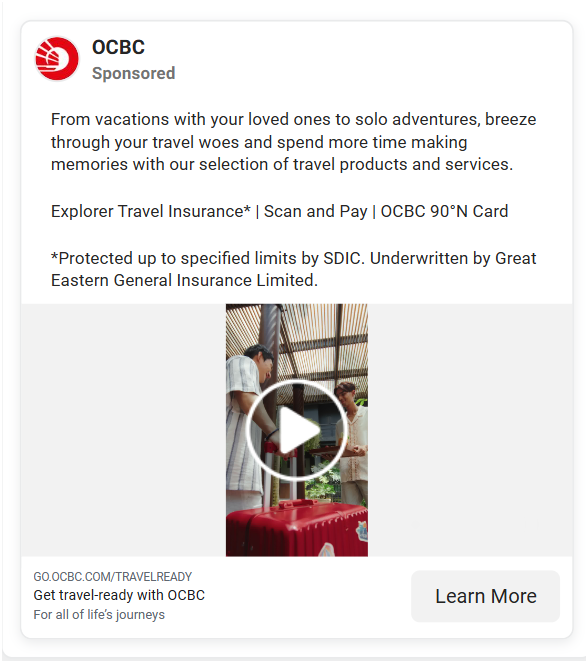 OCBC
Sponsored
From vacations with your loved ones to solo adventures, breeze
through your travel woes and spend more time making
memories with our selection of travel products and services.
Explorer Travel Insurance* | Scan and Pay | OCBC 90°N Card
*Protected up to specified limits by SDIC. Underwritten by Great
Eastern General Insurance Limited.
GO.OCBC.COM/TRAVELREADY
Get travel-ready with OCBC
For all of life's journeys
Learn More